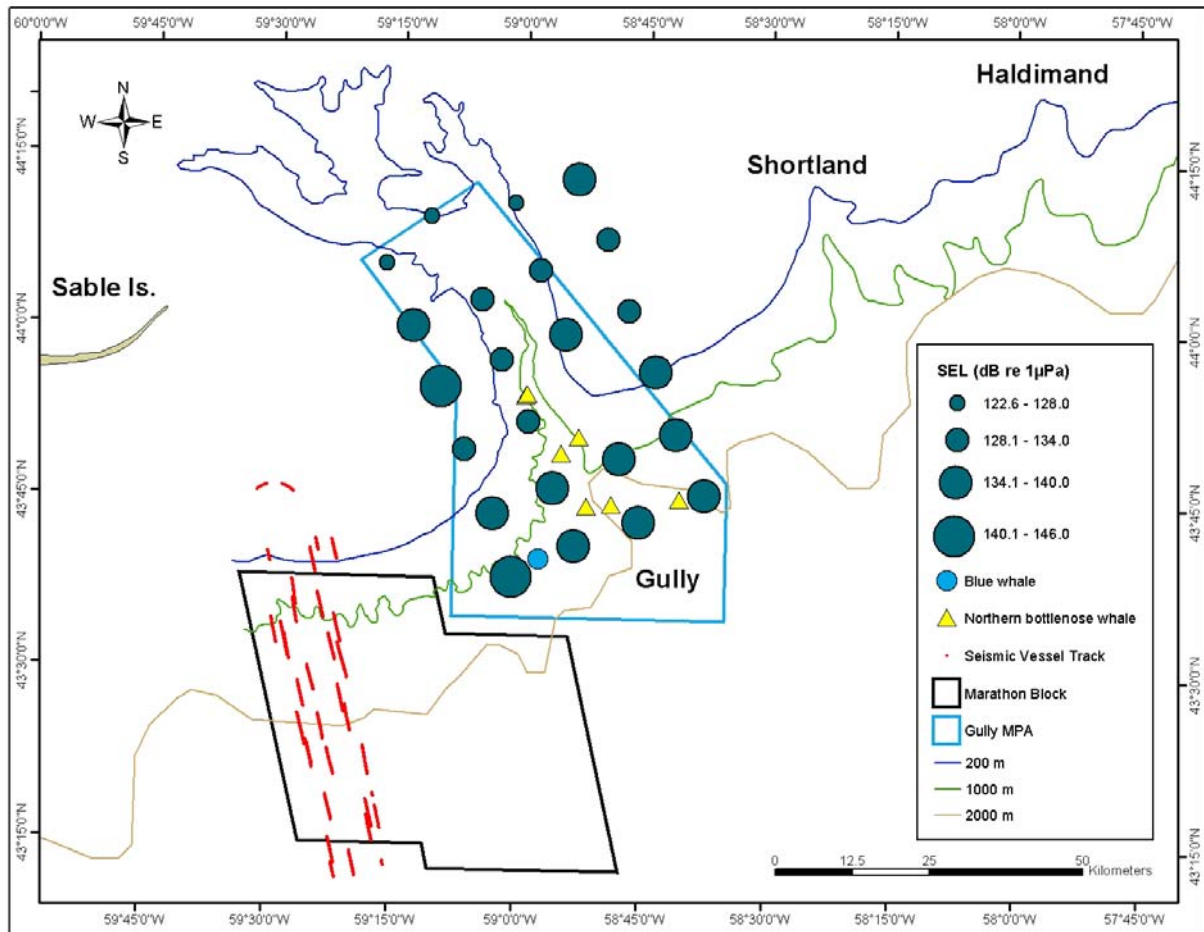 60°0'0"W 59°45'0"W 59°30'0"W 59°15'0"W 59°0'0"W 58°45'0"W 58°30'0"W 58°15'0"W 58°0'0"W 57°45'0"W
N
W E
S
Haldimand
Shortland
44°15'0"N
44°15'0"N
Sable Is.
44°0'0"N
44°0'0"N
SEL (dB re 1µPa)
122.6 - 128.0
128.1 - 134.0
134.1 - 140.0
140.1 - 146.0
Blue whale
Northern bottlenose whale
Seismic Vessel Track
Marathon Block
Gully MPA
200 m
1000 m
2000 m
43°45'0"N
43°45'0"N
Gully
43°30'0"N
43°30'0"N
43°15'0"N
43°15'0"N
0 12.5 25 50
Kilometers
59°45'0"W 59°30'0"W 59°15'0"W 59°0'0"W 58°45'0"W 58°30'0"W 58°15'0"W 58°0'0"W 57°45'0"W